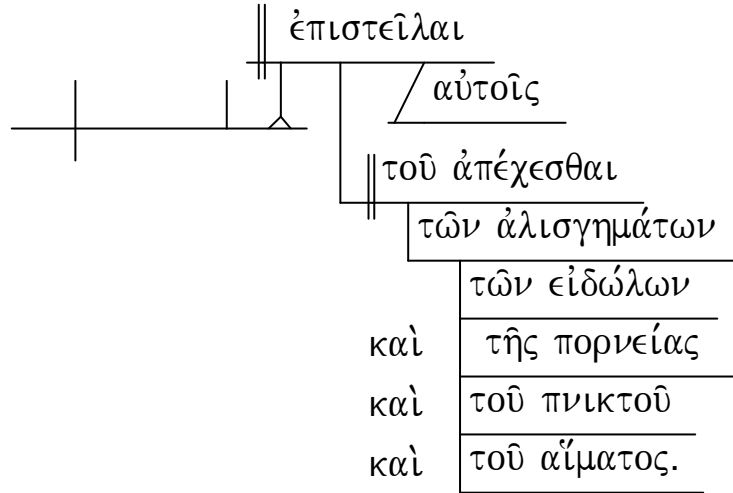 ἐπιστεῖλαι
αὐτοῖς
τοῦ ἀπέχεσθαι
τῶν ἀλισγημάτων
τῶν εἰδώλων
καὶ τῆς πορνείας
καὶ τοῦ πνικτοῦ
καὶ τοῦ αἵματος.